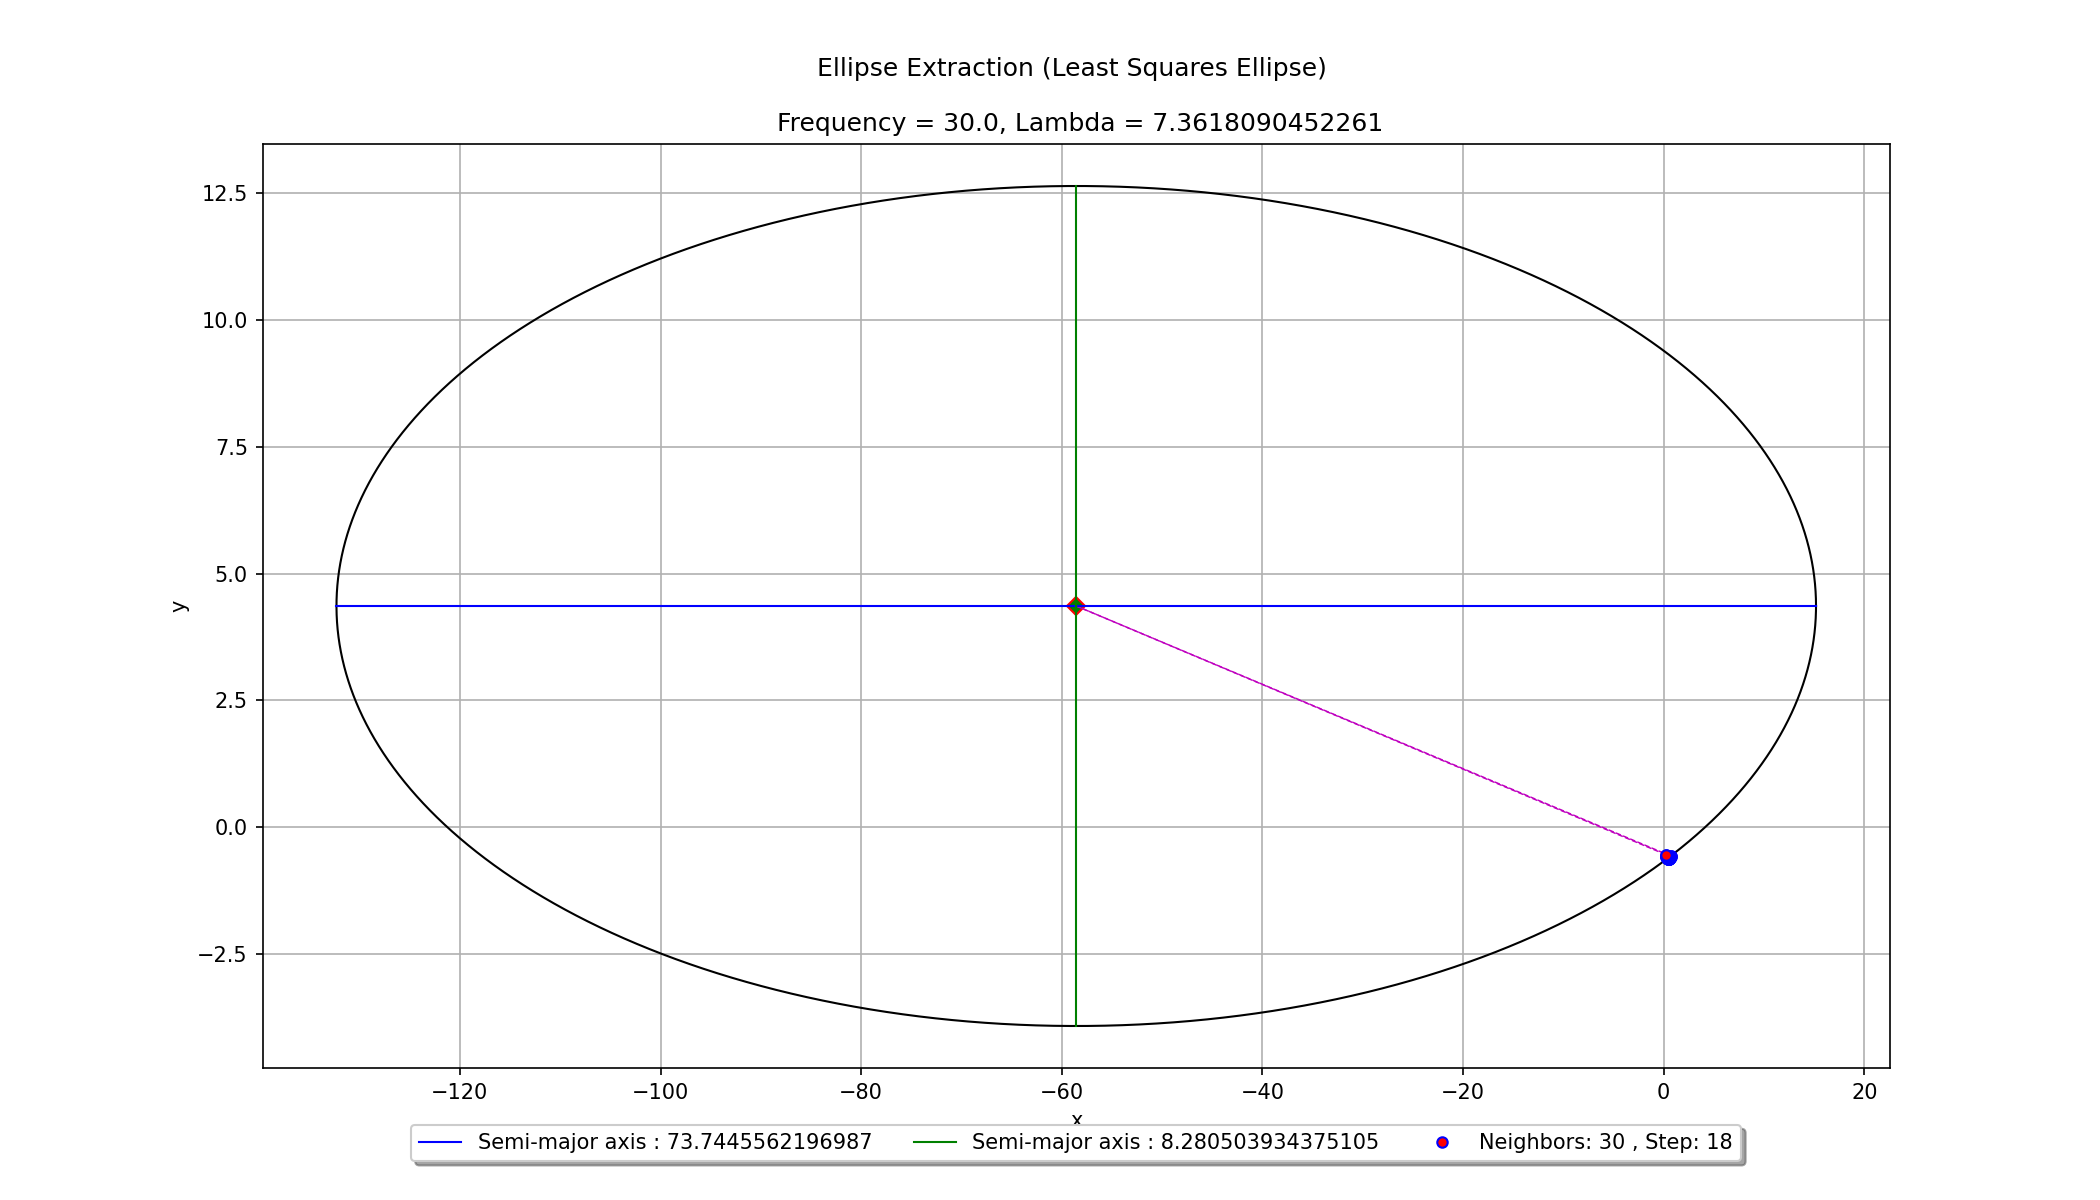 Ellipse Extraction (Least Squares Ellipse)
Frequency = 30.0, Lambda = 7.3618090452261
12.5
10.0
7.5
5.0
2.5
0.0
−2.5
y
−120 −100 −80 −60 −40 −20 0 20
x
Semi-major axis : 73.7445562196987 Semi-major axis : 8.280503934375105 Neighbors: 30 , Step: 18